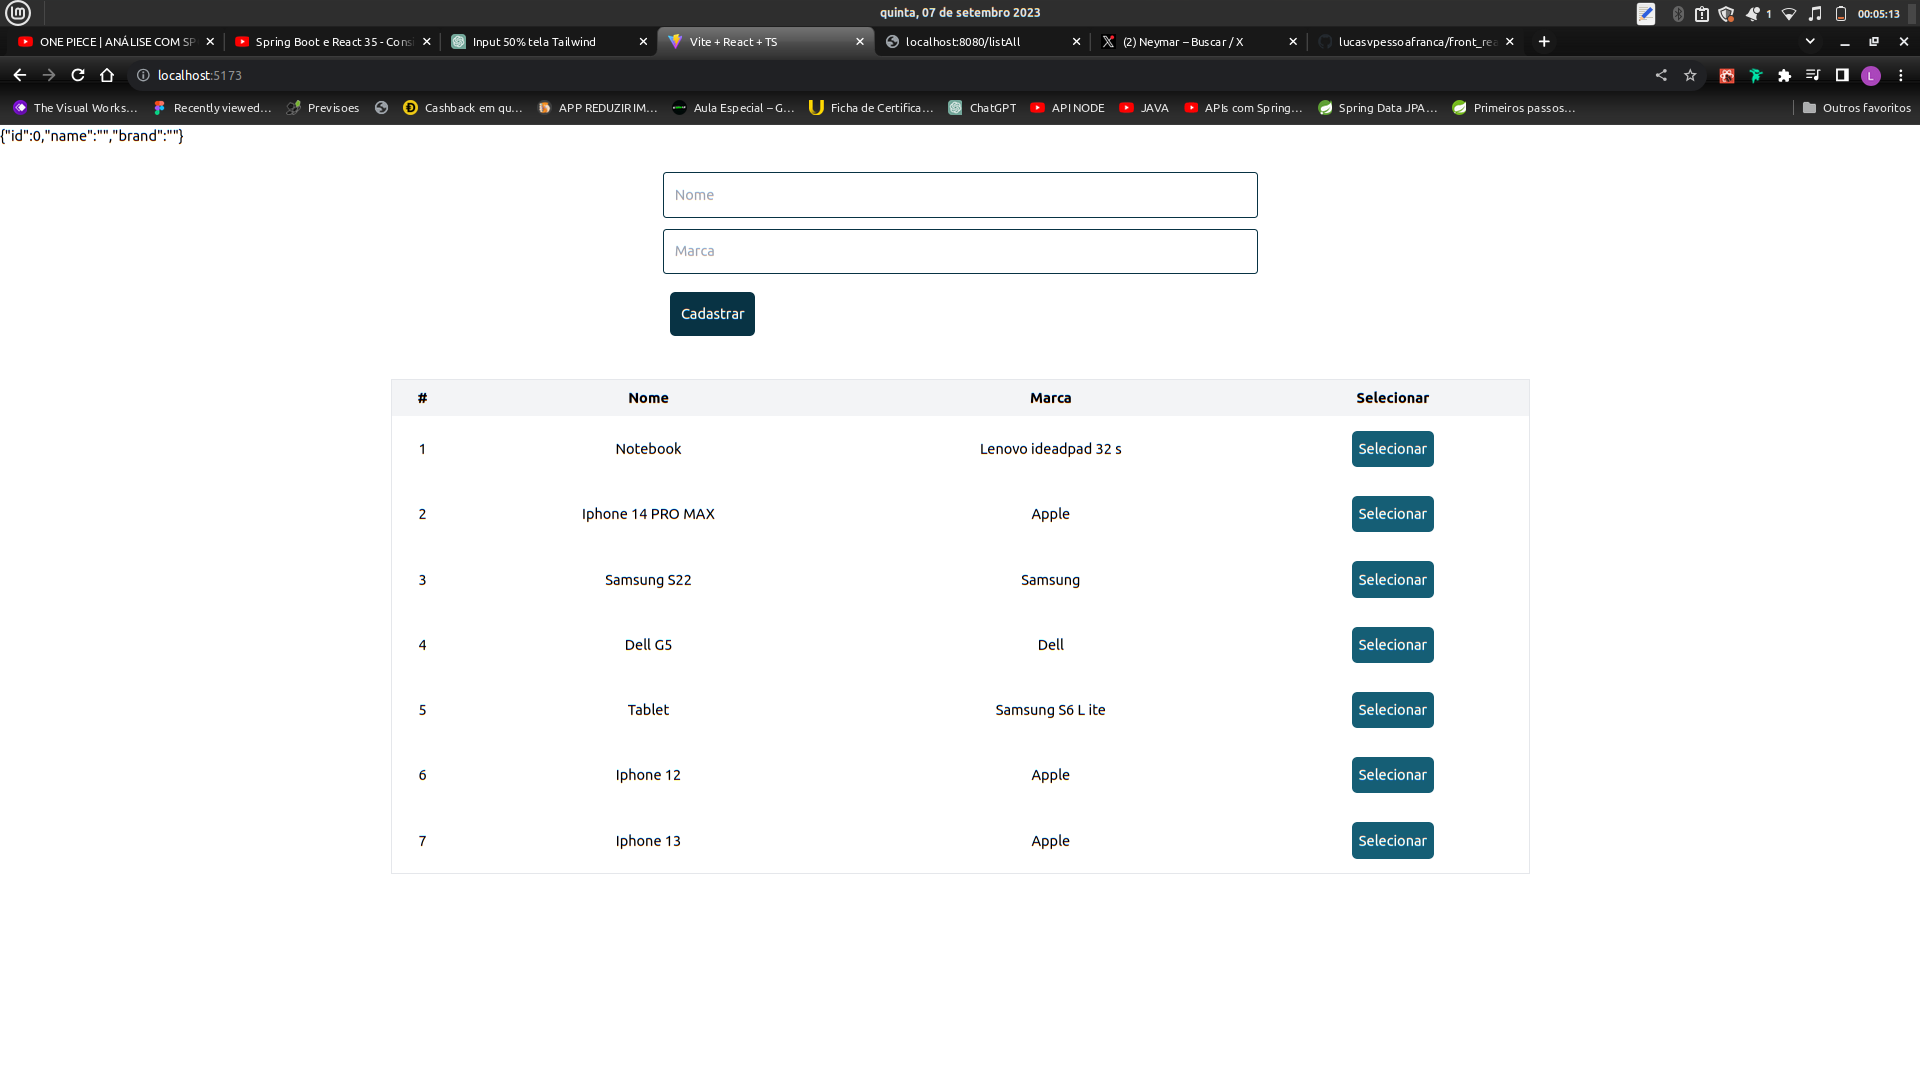 quinta, 07 de setembro 2023
1
00:05:13
ONE PIECE | ANÁLISE COM SP
Spring Boot e React 35 - Cons
Input 50% tela Tailwind
Vite + React + TS
localhost:8080/listAll
(2) Neymar – Buscar / X
lucasvpessoafranca/front_rea
localhost:5173
L
The Visual Works…
Recently viewed…
Previsoes
Cashback em qu…
APP REDUZIR IM…
Aula Especial – G…
Ficha de Certifica…
ChatGPT
API NODE
JAVA
APIs com Spring…
Spring Data JPA…
Primeiros passos…
Outros favoritos
{"id":0,"name":"","brand":""}
Nome
Marca
Cadastrar
# Nome Marca Selecionar
1 Notebook Lenovo ideadpad 32 s Selecionar
2 Iphone 14 PRO MAX Apple Selecionar
3 Samsung S22 Samsung Selecionar
4 Dell G5 Dell Selecionar
5 Tablet Samsung S6 L ite Selecionar
6 Iphone 12 Apple Selecionar
7 Iphone 13 Apple Selecionar